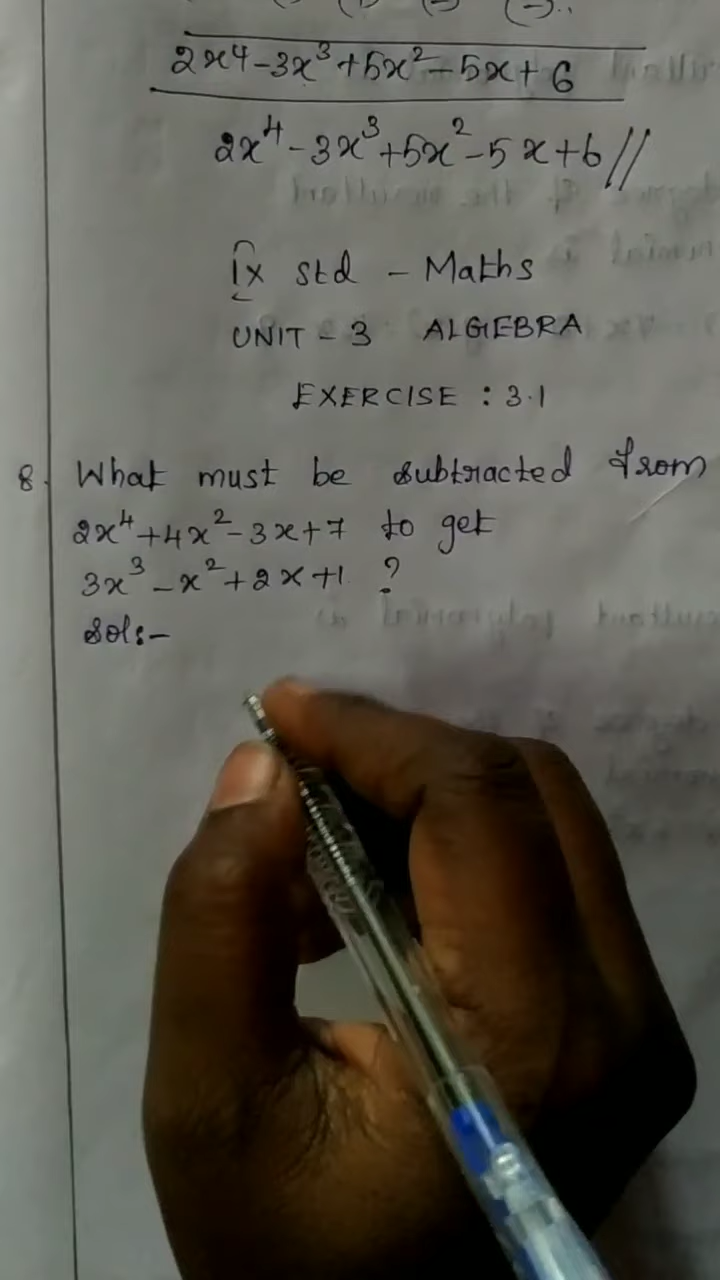 2x⁴-3x³+5x²-5x+6
2x⁴-3x³+5x²-5x+6//
IX std - Maths
UNIT - 3 ALGEBRA
EXERCISE : 3.1
8. What must be subtracted from
2x⁴+4x²-3x+7 to get
3x³-x²+2x+1 ?
Sol:-